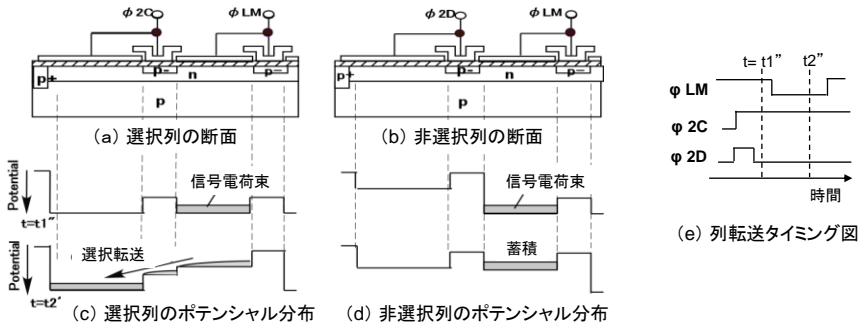 φ 2C
φ LM
φ 2D
φ LM
p+
p-
n
p-
p
p+
p-
n
p-
p
(a) 選択列の断面
(b) 非選択列の断面
Potential
信号電荷束
信号電荷束
t=t1"
Potential
選択転送
蓄積
t=t2'
(c) 選択列のポテンシャル分布
(d) 非選択列のポテンシャル分布
t= t1"
t2"
φ LM
φ 2C
φ 2D
時間
(e) 列転送タイミング図